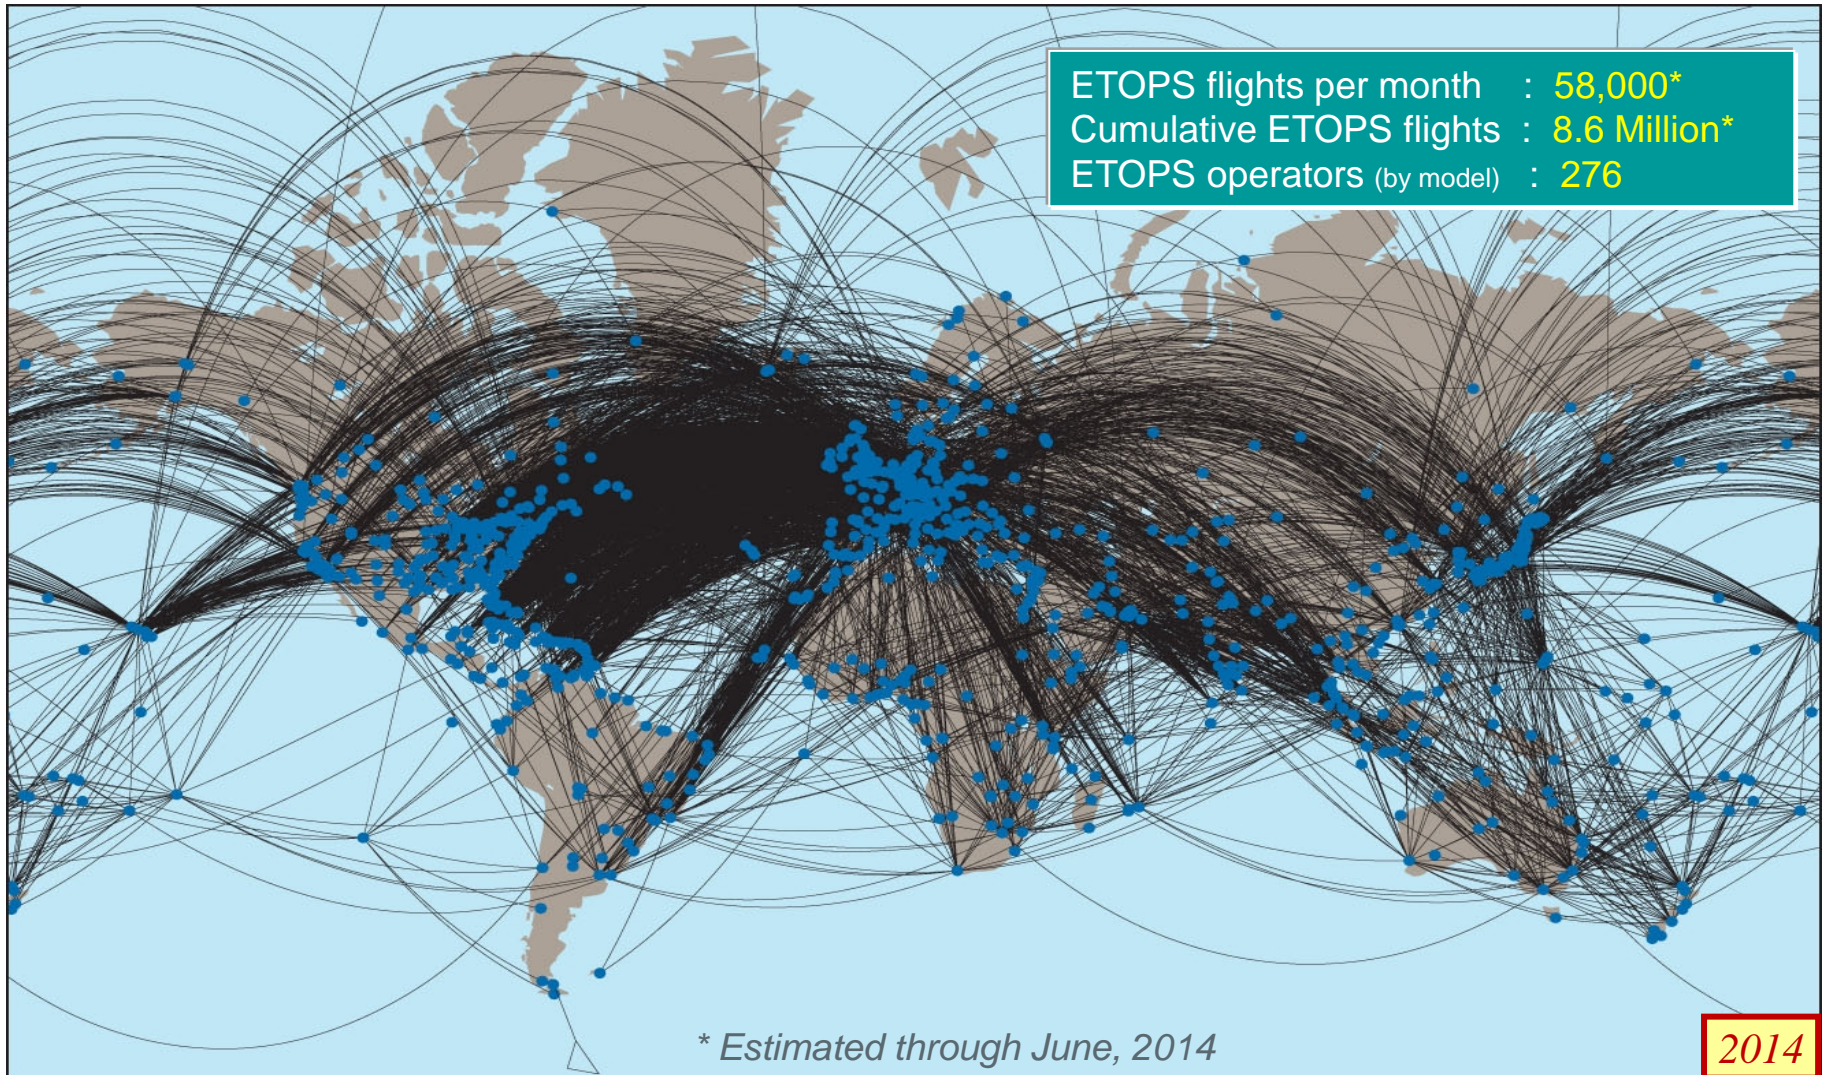 ETOPS flights per month : 58,000*
Cumulative ETOPS flights : 8.6 Million*
ETOPS operators (by model) : 276
* Estimated through June, 2014
2014